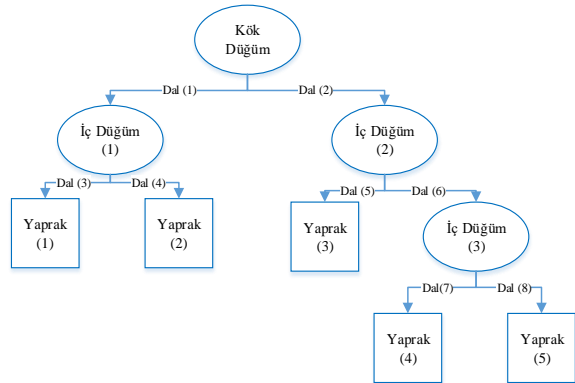 Kök
Düğüm
Dal (1)
Dal (2)
İç Düğüm
(1)
İç Düğüm
(2)
Dal (3)
Dal (4)
Dal (5)
Dal (6)
Yaprak
(1)
Yaprak
(2)
Yaprak
(3)
İç Düğüm
(3)
Dal(7)
Dal (8)
Yaprak
(4)
Yaprak
(5)